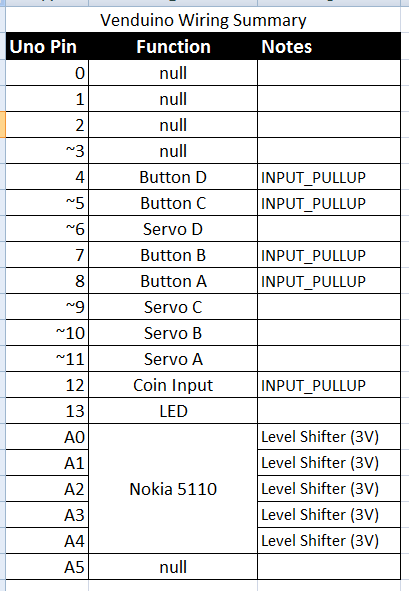 Venduino Wiring Summary
Uno Pin Function Notes
0 null
1 null
2 null
~3 null
4 Button D INPUT_PULLUP
~5 Button C INPUT_PULLUP
~6 Servo D
7 Button B INPUT_PULLUP
8 Button A INPUT_PULLUP
~9 Servo C
~10 Servo B
~11 Servo A
12 Coin Input INPUT_PULLUP
13 LED
A0 Level Shifter (3V)
A1 Level Shifter (3V)
A2 Nokia 5110 Level Shifter (3V)
A3 Level Shifter (3V)
A4 Level Shifter (3V)
A5 null